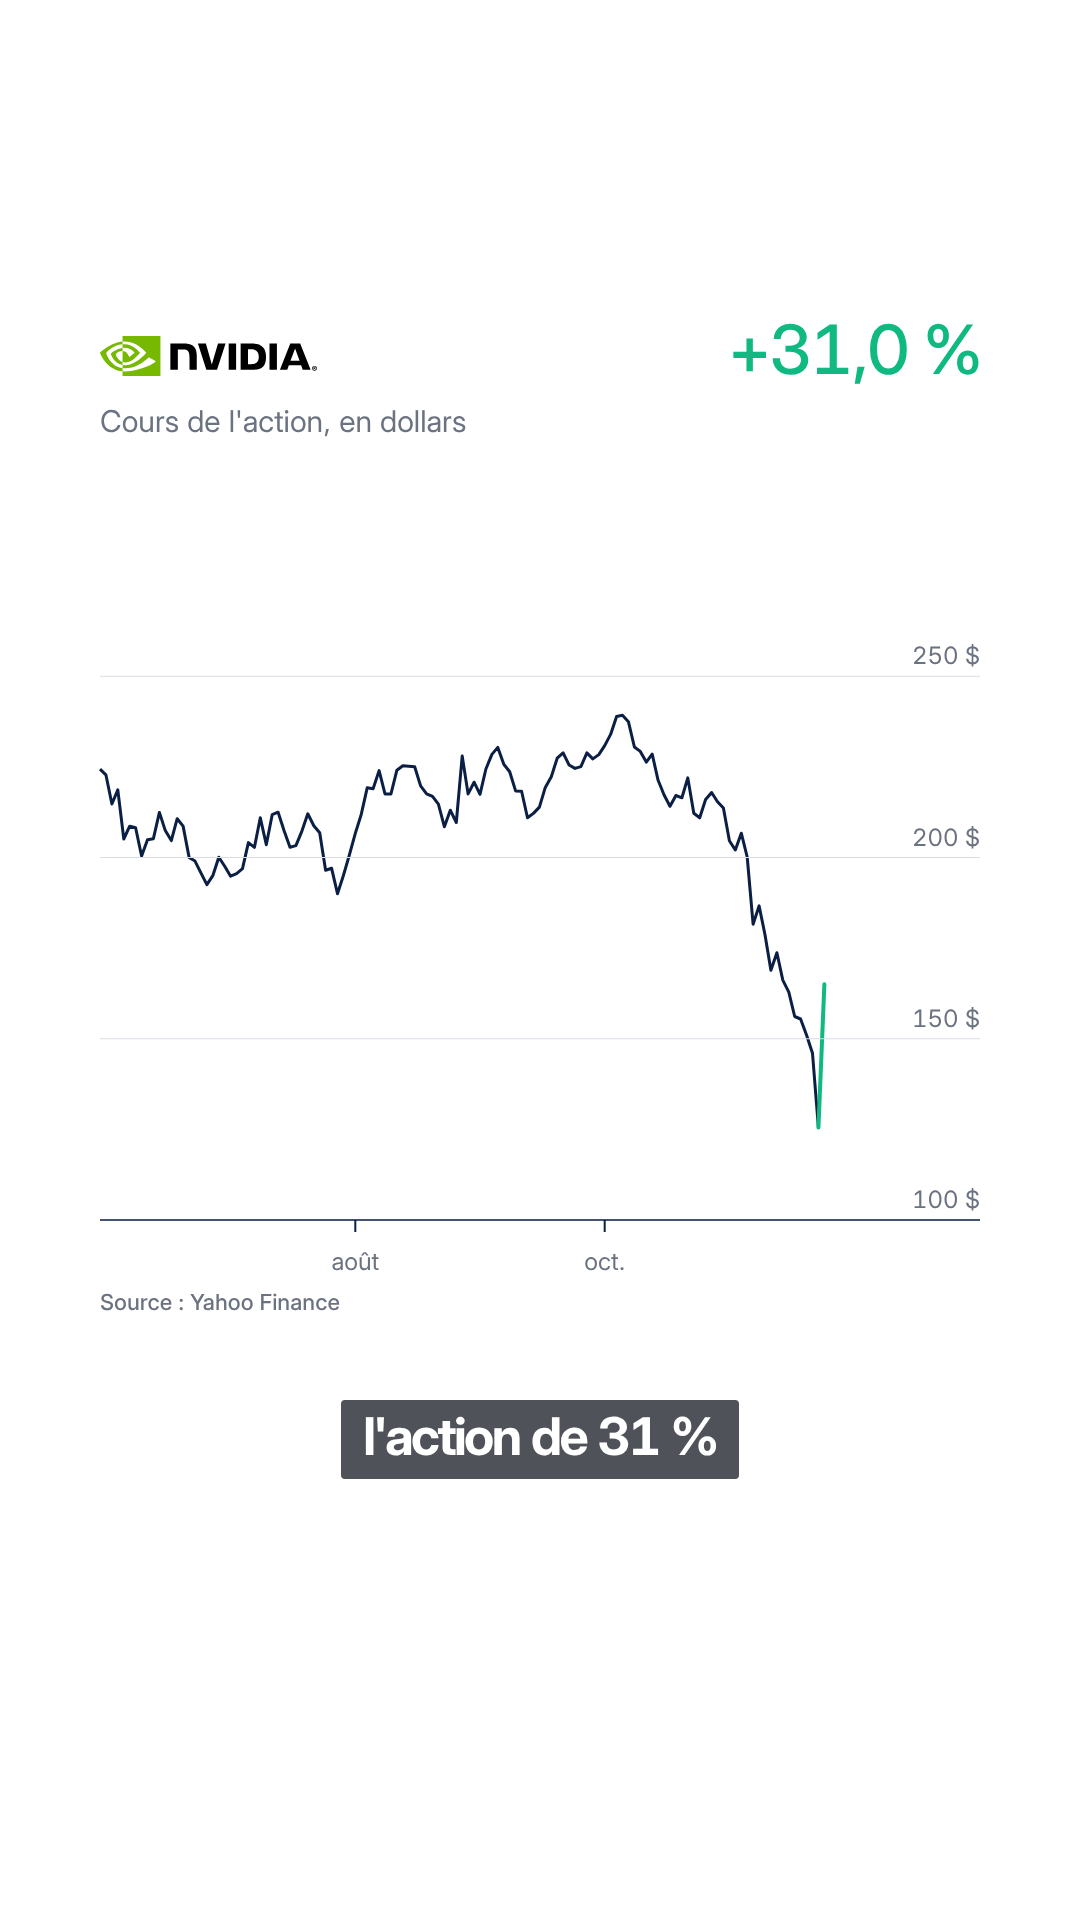 NVIDIA®
+31,0 %
Cours de l'action, en dollars
250 $
200 $
150 $
100 $
août
oct.
Source : Yahoo Finance
l'action de 31 %